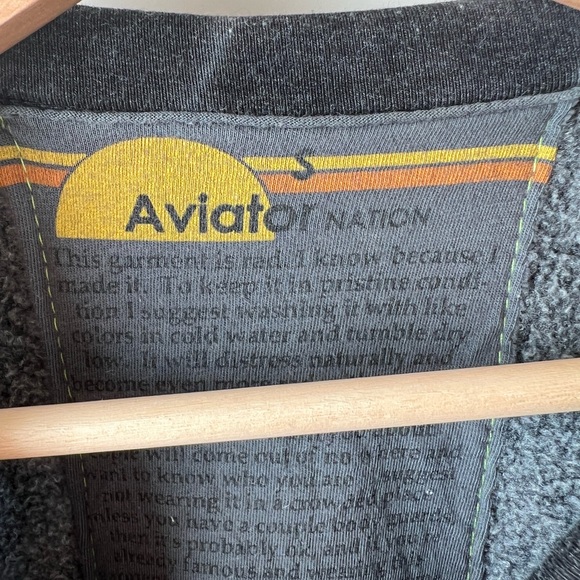 S
Aviator NATION
This garment is rad. I know because I
made it. To keep it in pristine condi-
tion I suggest washing it with like
colors in cold water and tumble dry
low. It will distress naturally and
become even more
will come out of no where and
want to know who you are. I suggest
not wearing it in a crowded place
unless you have a couple body guards,
then it's probably ok, and if you're
already famous and wearing